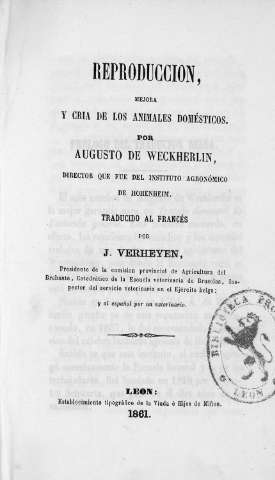 REPRODUCCION,
MEJORA
Y CRIA DE LOS ANIMALES DOMÉSTICOS.
POR
AUGUSTO DE WECKHERLIN,
DIRECTOR QUE FUE DEL INSTITUTO AGRONÓMICO
DE HOHENHEIM.
TRADUCIDO AL FRANCÉS
POR
J. VERHEYEN,
Presidente de la comision provincial de Agricultura del
Brabante, Catedrático de la Escuela veterinaria de Bruselas, Ins-
pector del servicio veterinario en el Ejército belga:
y al español por un veterinario.
LEON:
Establecimiento tipográfico de la Viuda é Hijos de Miñon.
1861.
BIBLIOTECA
LEON